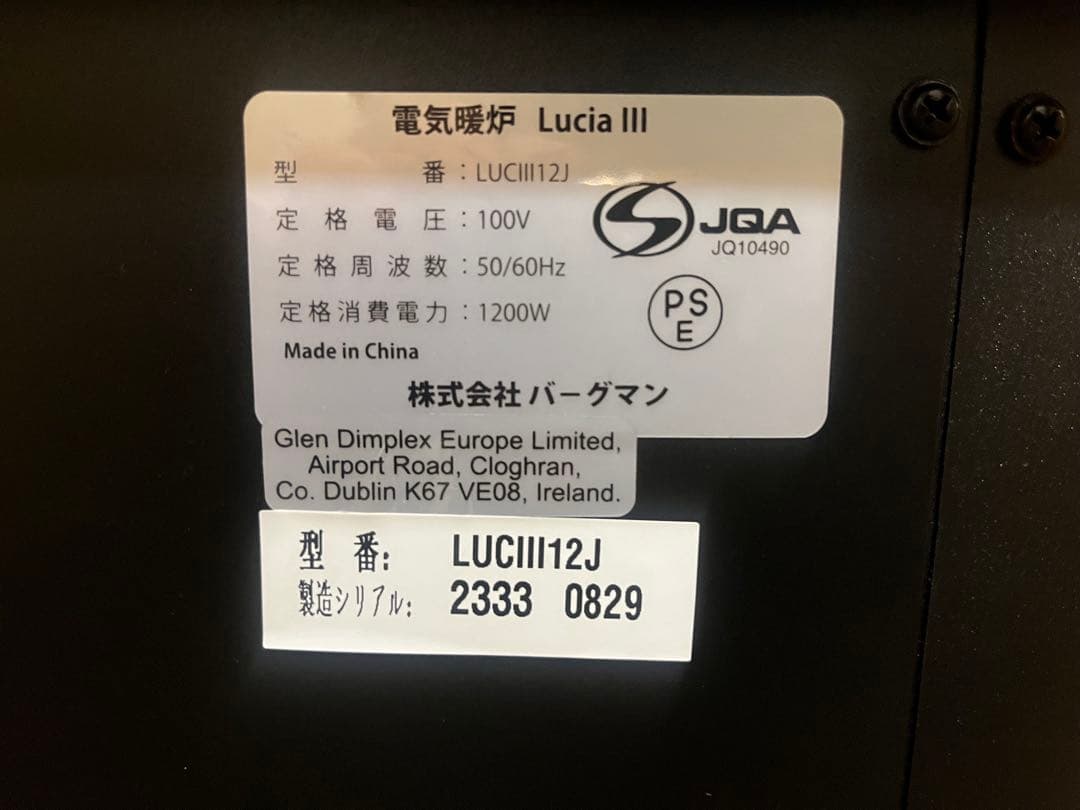 電気暖炉 Lucia III
型番：LUCIII12J
定格電圧：100V
定格周波数：50/60Hz
定格消費電力：1200W
Made in China
株式会社 バーグマン
JQA
JQ10490
PS
E
Glen Dimplex Europe Limited,
Airport Road, Cloghran,
Co. Dublin K67 VE08, Ireland.
型番: LUCIII12J
製造シリアル: 2333 0829